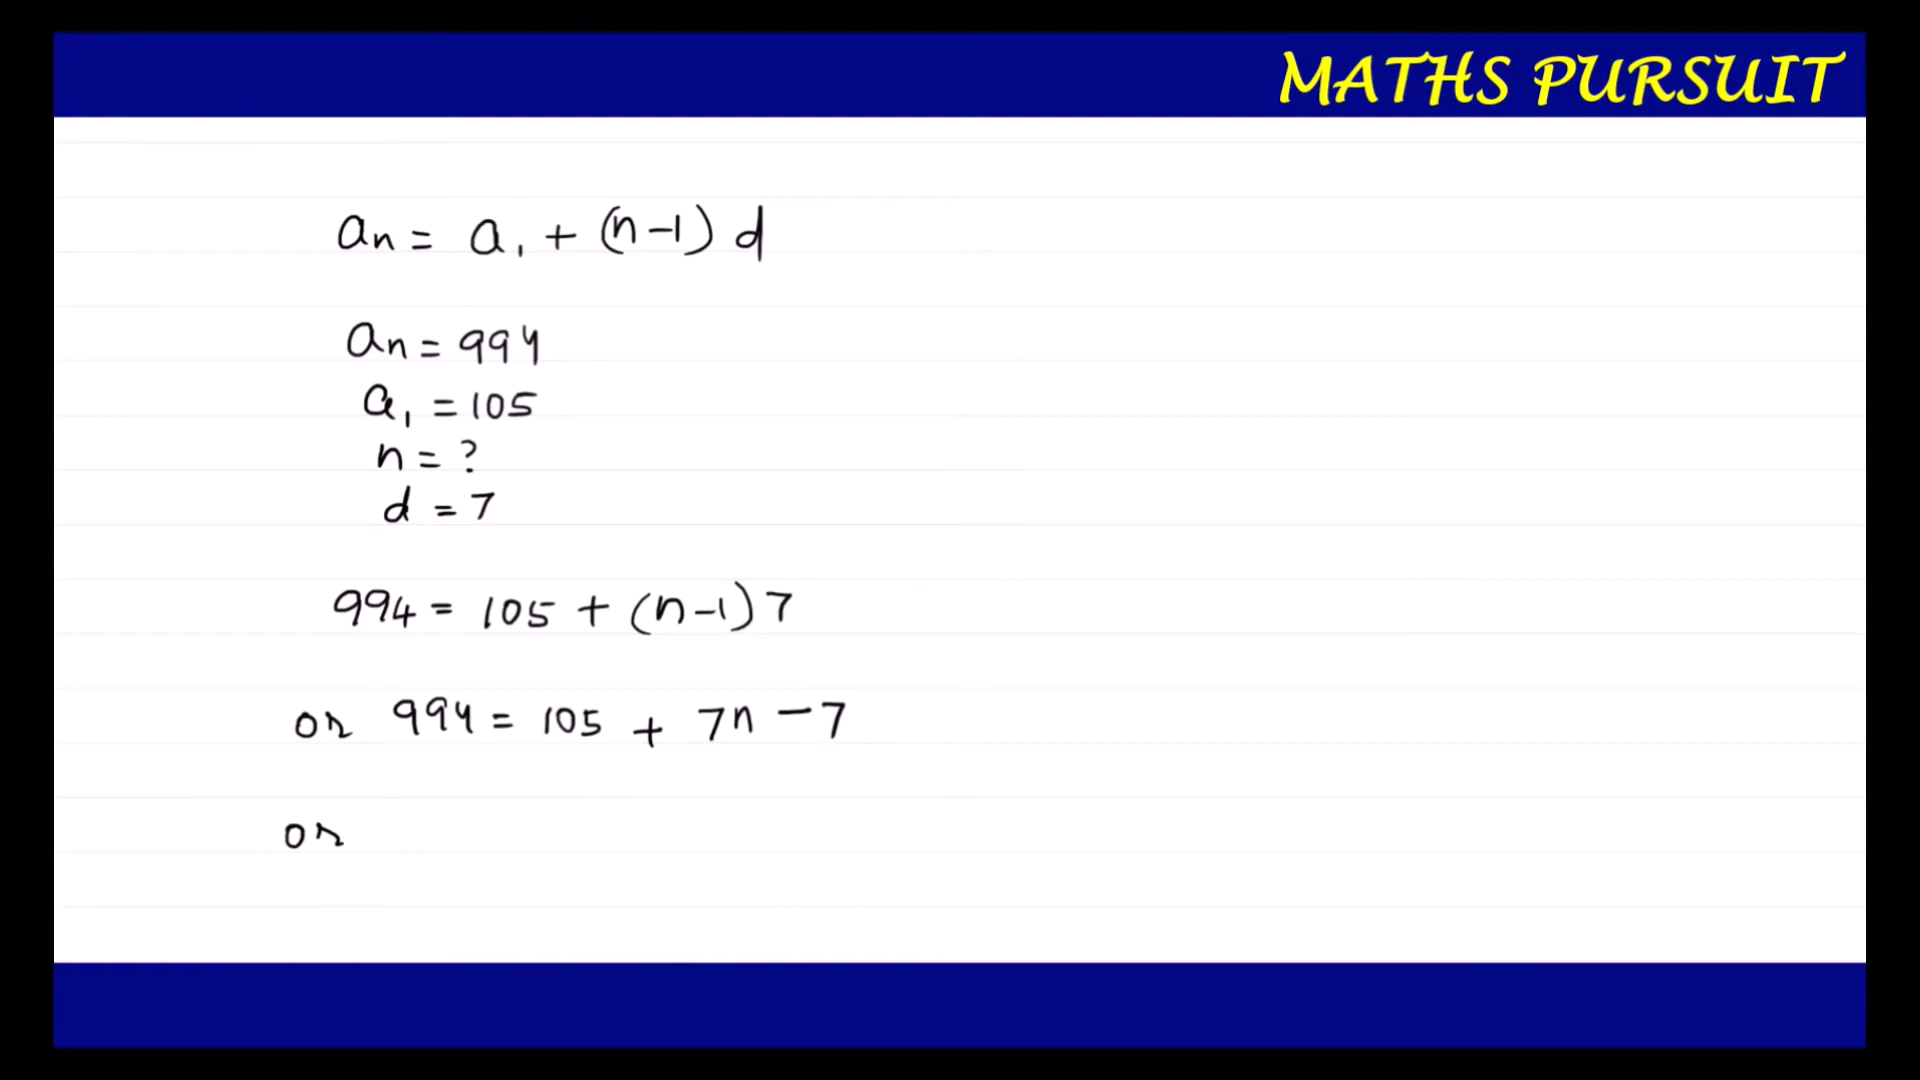 MATHS PURSUIT
an = a₁ + (n-1) d
an = 994
a₁ = 105
n = ?
d = 7
994 = 105 + (n-1) 7
or 994 = 105 + 7n - 7
or